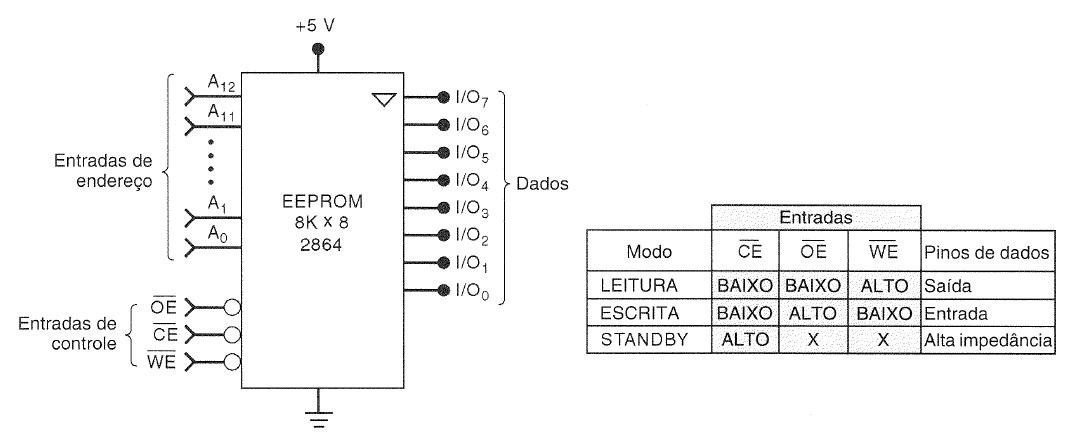 +5 V
A12
A11
A1
A0
Entradas de
endereço
OE
CE
WE
Entradas de
controle
EEPROM
8K x 8
2864
I/O7
I/O6
I/O5
I/O4
I/O3
I/O2
I/O1
I/O0
Dados
Entradas
Modo CE OE WE Pinos de dados
LEITURA BAIXO BAIXO ALTO Saída
ESCRITA BAIXO ALTO BAIXO Entrada
STANDBY ALTO X X Alta impedância